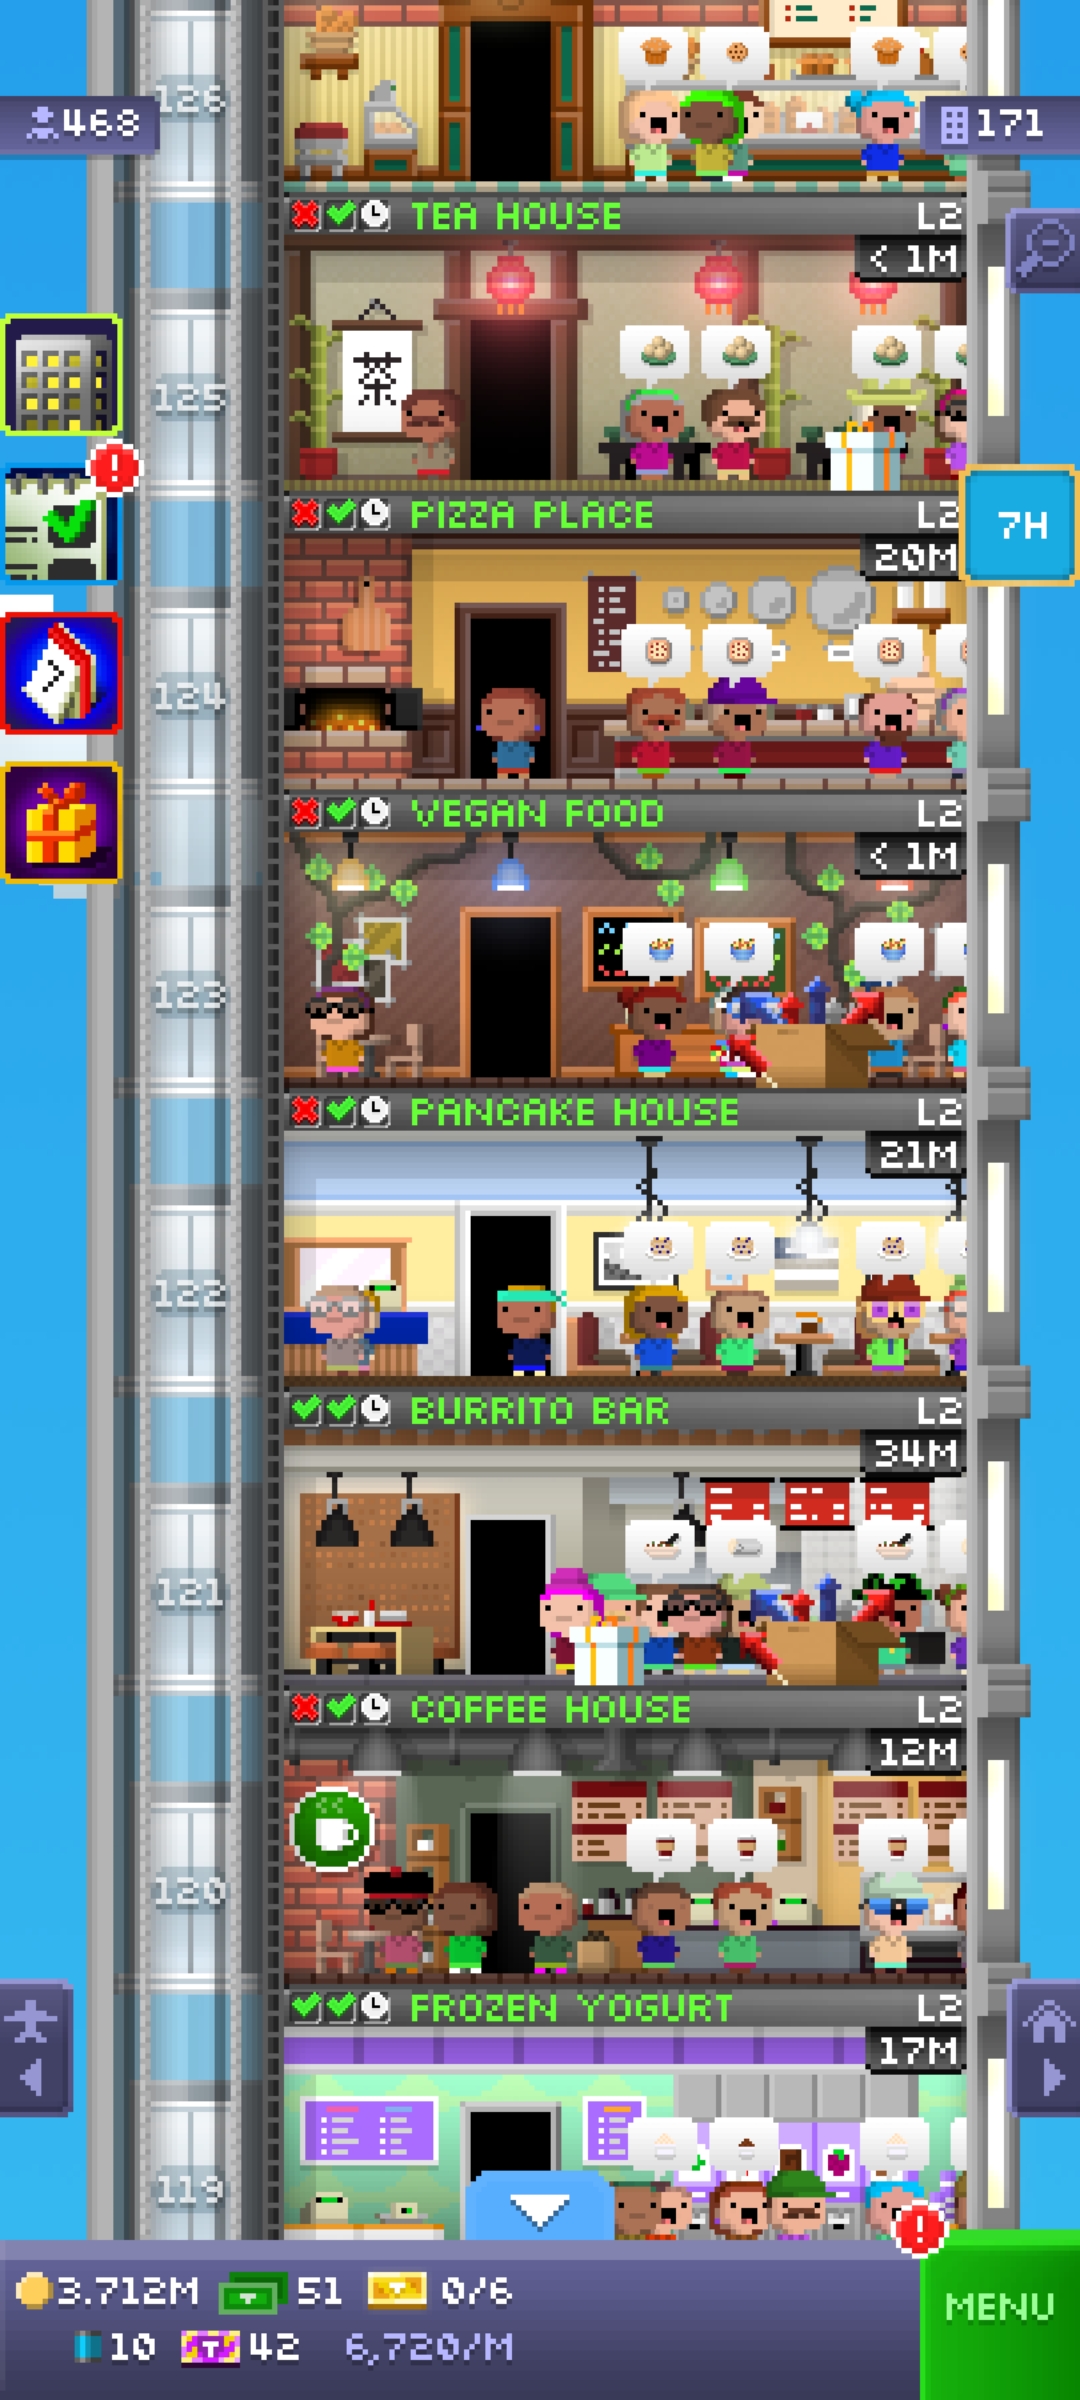 126
468
171
TEA HOUSE L2
< 1M
茶
125
PIZZA PLACE L2
7H
20M
124
VEGAN FOOD L2
< 1M
123
PANCAKE HOUSE L2
21M
122
BURRITO BAR L2
34M
121
COFFEE HOUSE L2
12M
120
FROZEN YOGURT L2
17M
119
3.712M 51 0/6
MENU
10 T 42 6,720/M